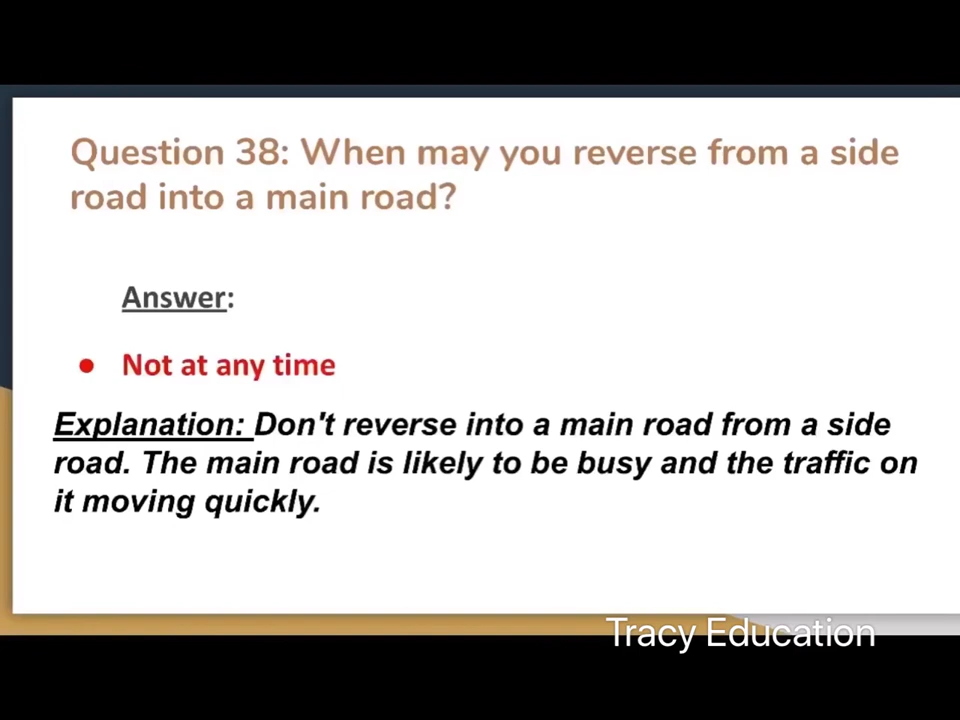 Question 38: When may you reverse from a side
road into a main road?
Answer:
● Not at any time
Explanation: Don't reverse into a main road from a side
road. The main road is likely to be busy and the traffic on
it moving quickly.
Tracy Education